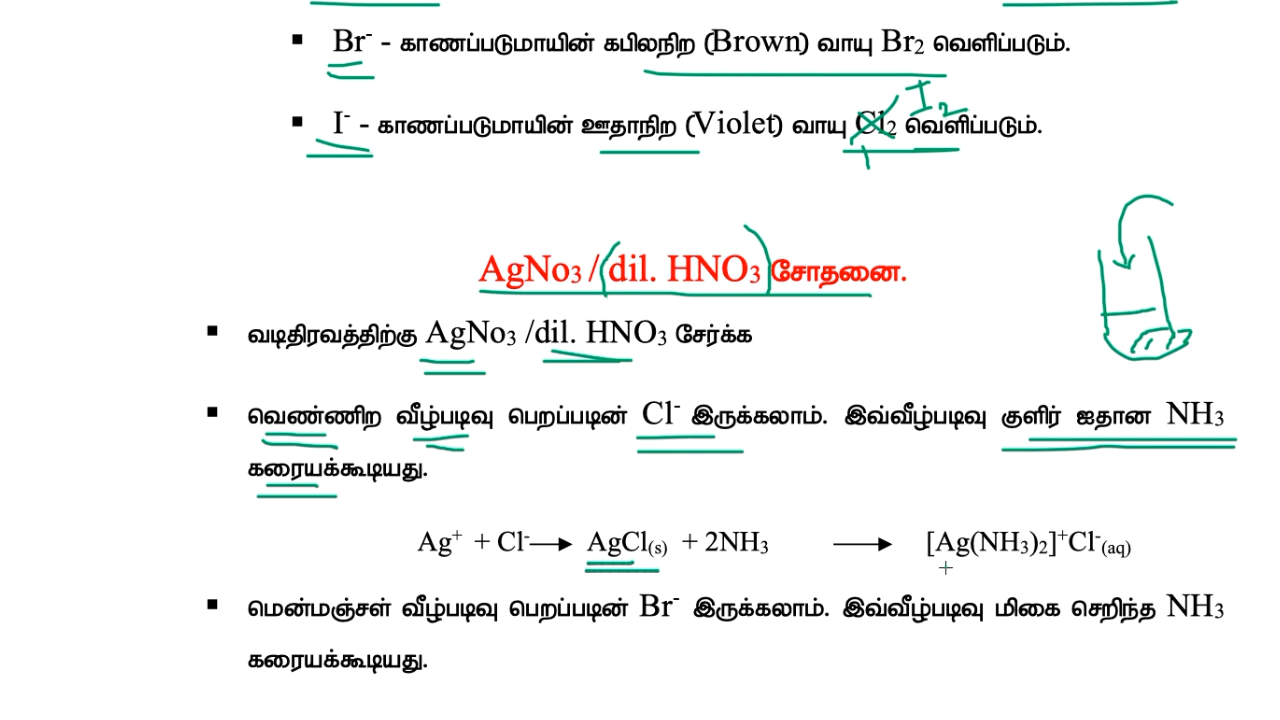 ▪ Br⁻ - காணப்படுமாயின் கபிலநிற (Brown) வாயு Br₂ வெளிப்படும்.
I₂
▪ I⁻ - காணப்படுமாயின் ஊதாநிற (Violet) வாயு Cl₂ வெளிப்படும்.
AgNo₃ /(dil. HNO₃) சோதனை.
▪ வடிதிரவத்திற்கு AgNo₃ /dil. HNO₃ சேர்க்க
▪ வெண்ணிற வீழ்படிவு பெறப்படின் Cl⁻ இருக்கலாம். இவ்வீழ்படிவு குளிர் ஐதான NH₃
கரையக்கூடியது.
Ag⁺ + Cl⁻ ⟶ AgCl₍s₎ + 2NH₃ ⟶ [Ag(NH₃)₂]⁺Cl⁻(aq)
▪ மென்மஞ்சள் வீழ்படிவு பெறப்படின் Br⁻ இருக்கலாம். இவ்வீழ்படிவு மிகை செறிந்த NH₃
கரையக்கூடியது.